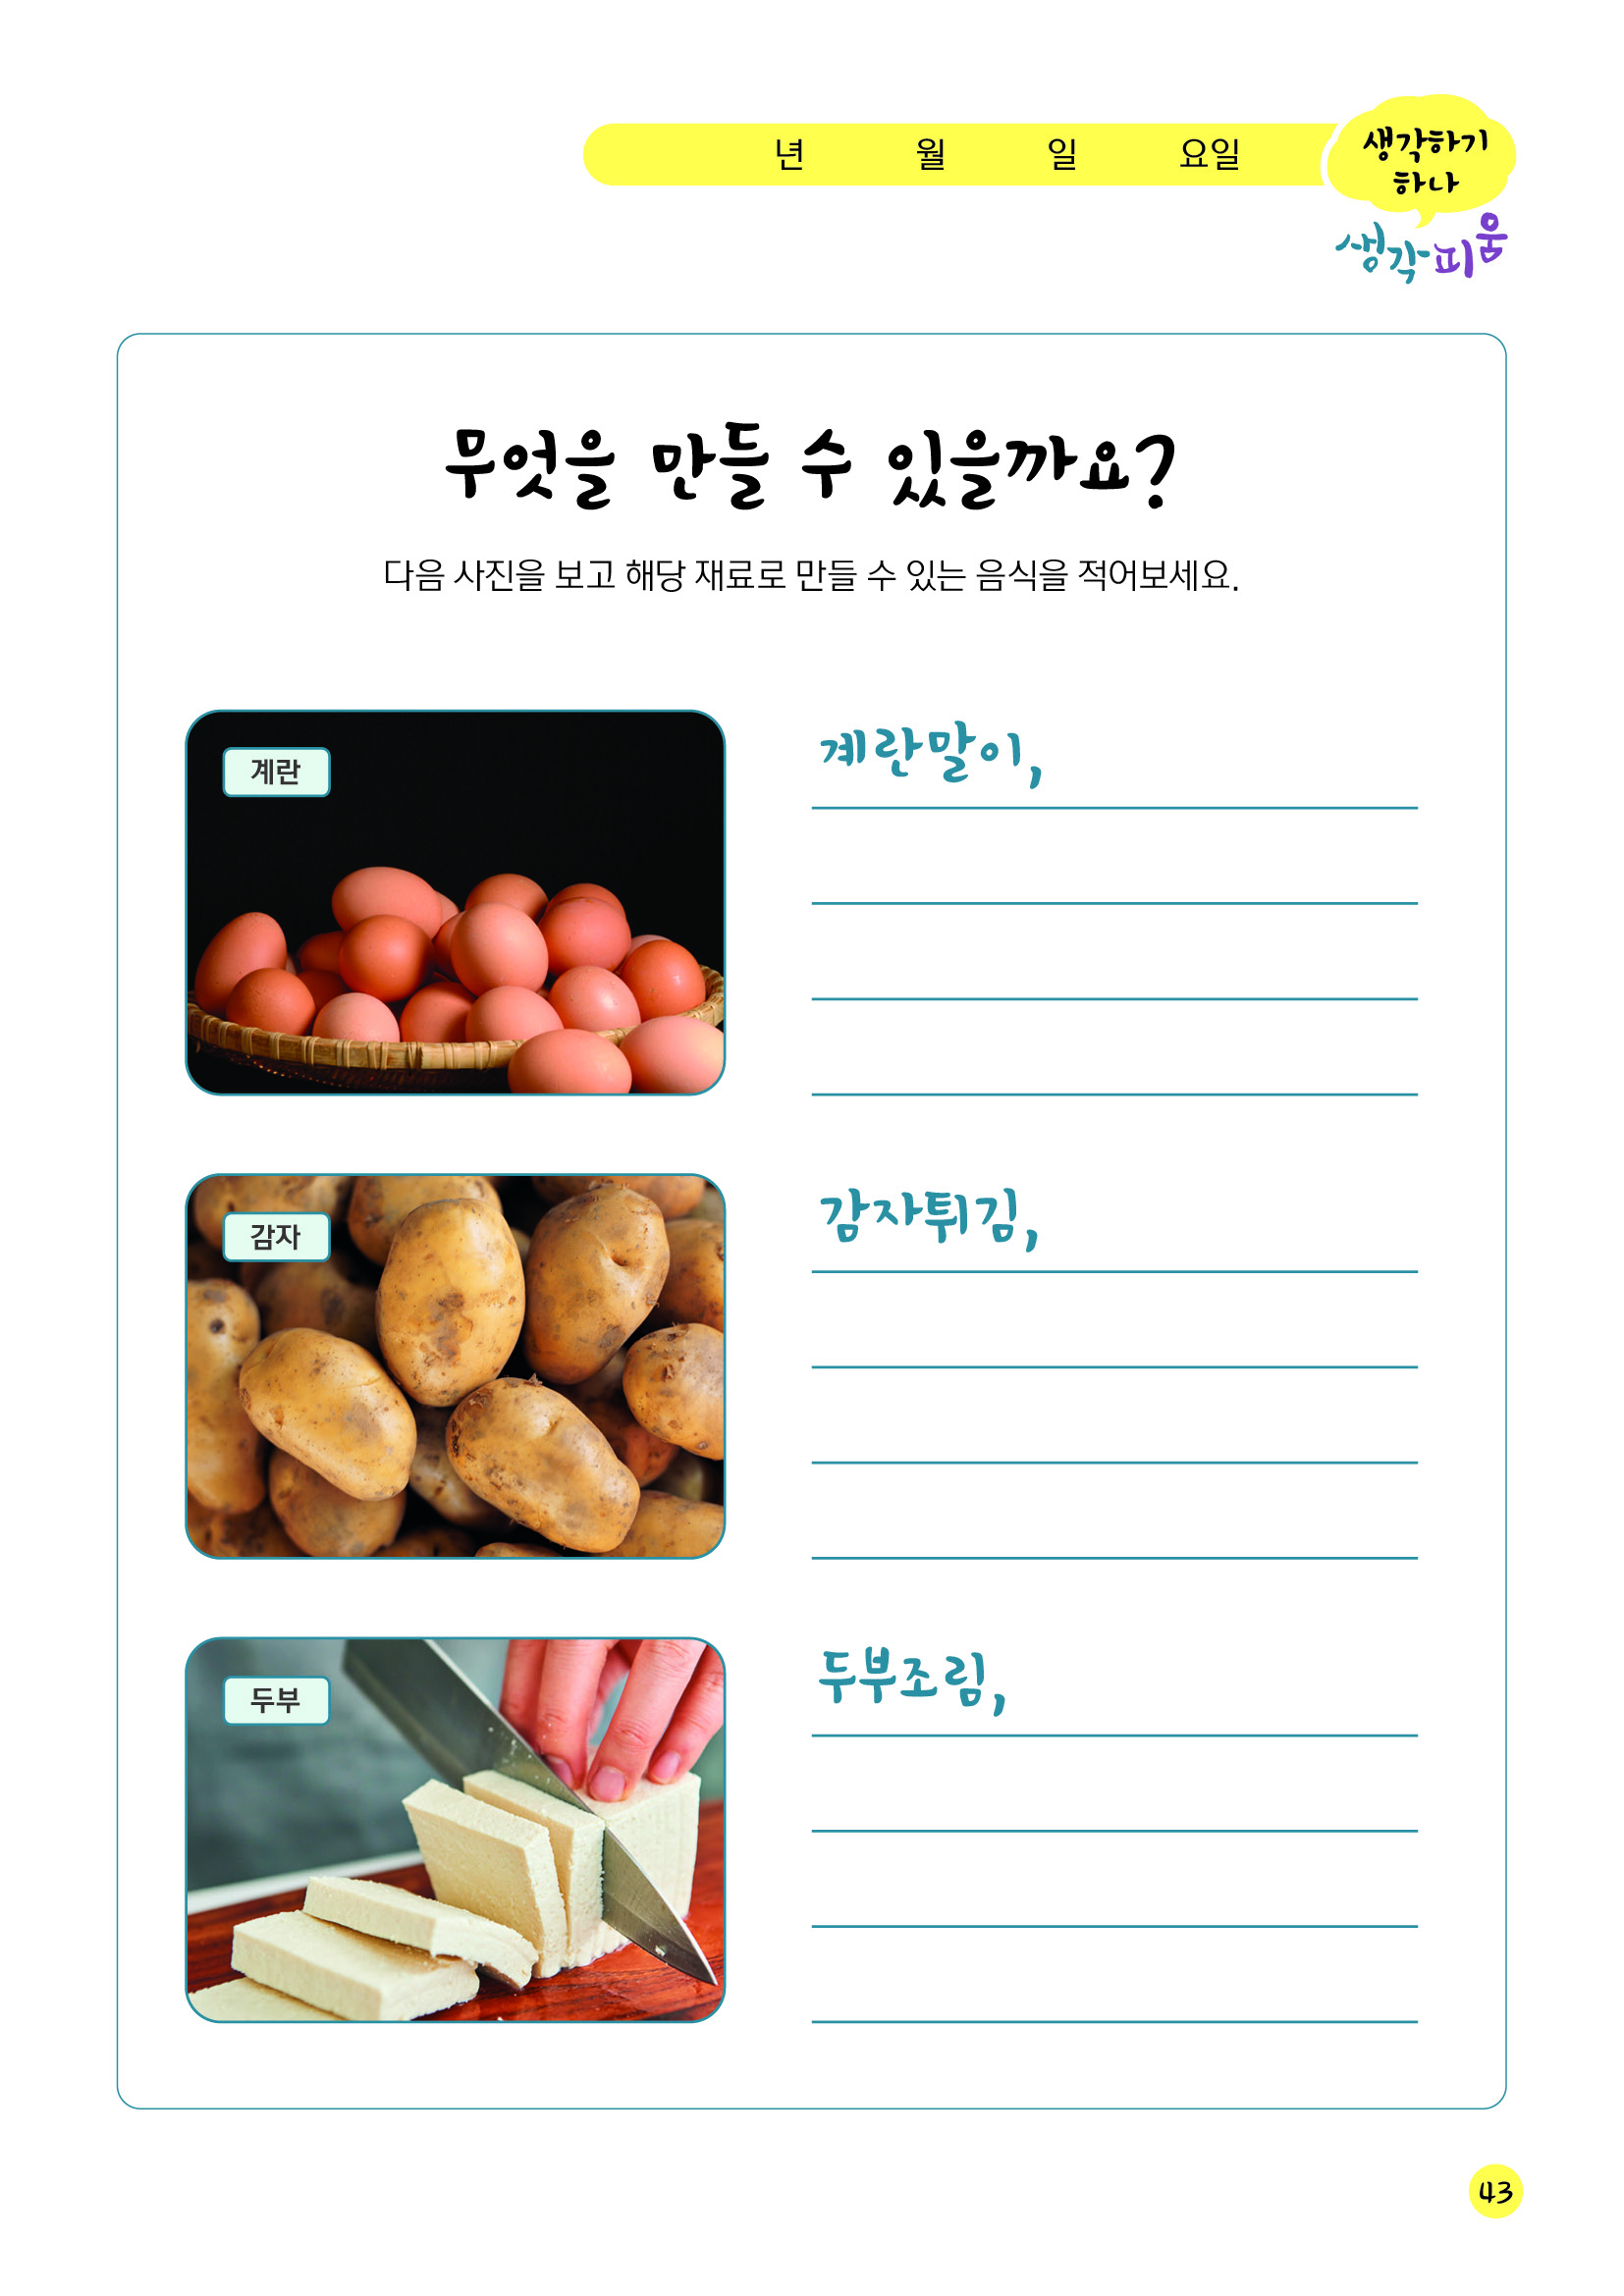 년 월 일 요일
생각하기
하나
생각피움
무엇을 만들 수 있을까요?
다음 사진을 보고 해당 재료로 만들 수 있는 음식을 적어보세요.
계란
계란말이,
감자
감자튀김,
두부
두부조림,
43